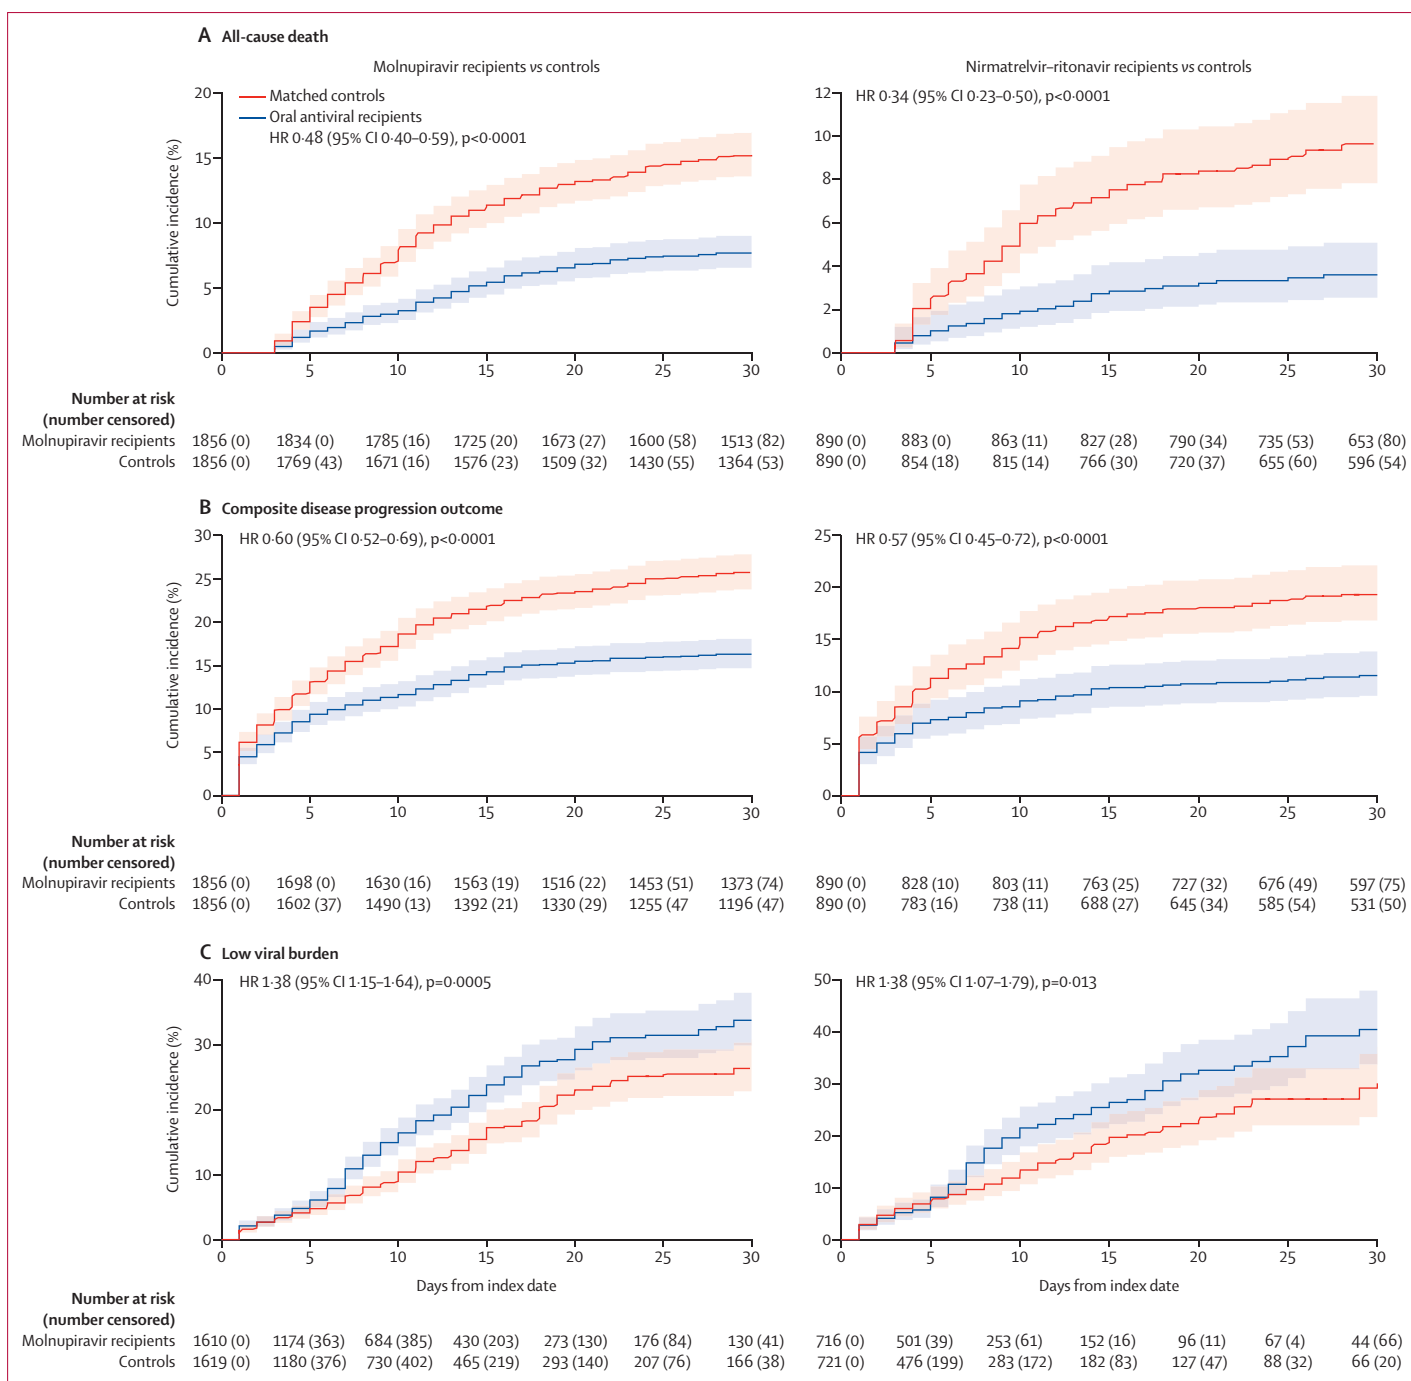 A All-cause death
Molnupiravir recipients vs controls
Nirmatrelvir–ritonavir recipients vs controls
Cumulative incidence (%)
20
15
10
5
0
Matched controls
Oral antiviral recipients
HR 0·48 (95% CI 0·40–0·59), p<0·0001
0 5 10 15 20 25 30
12
10
8
6
4
2
0
HR 0·34 (95% CI 0·23–0·50), p<0·0001
0 5 10 15 20 25 30
Number at risk
(number censored)
Molnupiravir recipients 1856 (0) 1834 (0) 1785 (16) 1725 (20) 1673 (27) 1600 (58) 1513 (82) 890 (0) 883 (0) 863 (11) 827 (28) 790 (34) 735 (53) 653 (80)
Controls 1856 (0) 1769 (43) 1671 (16) 1576 (23) 1509 (32) 1430 (55) 1364 (53) 890 (0) 854 (18) 815 (14) 766 (30) 720 (37) 655 (60) 596 (54)
B Composite disease progression outcome
Cumulative incidence (%)
30
25
20
15
10
5
0
HR 0·60 (95% CI 0·52–0·69), p<0·0001
0 5 10 15 20 25 30
25
20
15
10
5
0
HR 0·57 (95% CI 0·45–0·72), p<0·0001
0 5 10 15 20 25 30
Number at risk
(number censored)
Molnupiravir recipients 1856 (0) 1698 (0) 1630 (16) 1563 (19) 1516 (22) 1453 (51) 1373 (74) 890 (0) 828 (10) 803 (11) 763 (25) 727 (32) 676 (49) 597 (75)
Controls 1856 (0) 1602 (37) 1490 (13) 1392 (21) 1330 (29) 1255 (47 1196 (47) 890 (0) 783 (16) 738 (11) 688 (27) 645 (34) 585 (54) 531 (50)
C Low viral burden
Cumulative incidence (%)
40
30
20
10
0
HR 1·38 (95% CI 1·15–1·64), p=0·0005
0 5 10 15 20 25 30
Days from index date
50
40
30
20
10
0
HR 1·38 (95% CI 1·07–1·79), p=0·013
0 5 10 15 20 25 30
Days from index date
Number at risk
(number censored)
Molnupiravir recipients 1610 (0) 1174 (363) 684 (385) 430 (203) 273 (130) 176 (84) 130 (41) 716 (0) 501 (39) 253 (61) 152 (16) 96 (11) 67 (4) 44 (66)
Controls 1619 (0) 1180 (376) 730 (402) 465 (219) 293 (140) 207 (76) 166 (38) 721 (0) 476 (199) 283 (172) 182 (83) 127 (47) 88 (32) 66 (20)